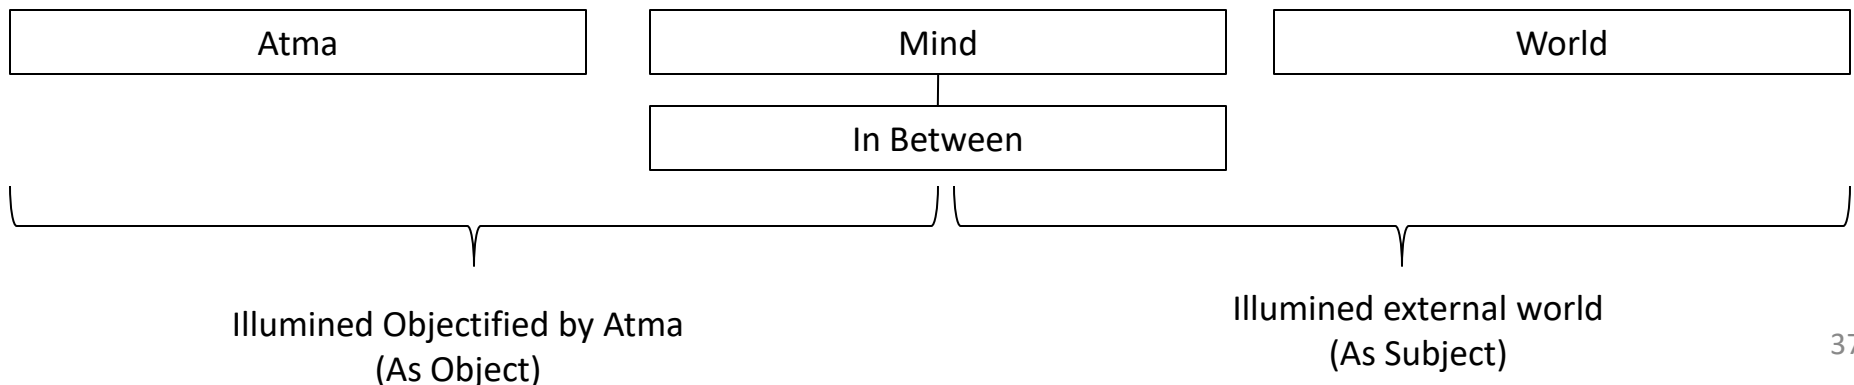 Atma
Mind
World
In Between
Illumined Objectified by Atma
(As Object)
Illumined external world
(As Subject)
37